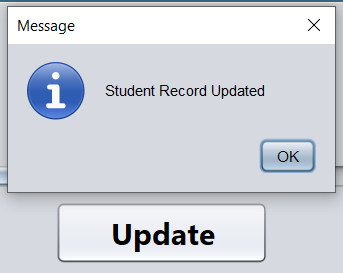 Message
Student Record Updated
OK
Update